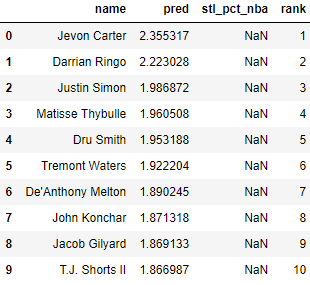 name pred stl_pct_nba rank
0 Jevon Carter 2.355317 NaN 1
1 Darrian Ringo 2.223028 NaN 2
2 Justin Simon 1.986872 NaN 3
3 Matisse Thybulle 1.960508 NaN 4
4 Dru Smith 1.953188 NaN 5
5 Tremont Waters 1.922204 NaN 6
6 De'Anthony Melton 1.890245 NaN 7
7 John Konchar 1.871318 NaN 8
8 Jacob Gilyard 1.869133 NaN 9
9 T.J. Shorts II 1.866987 NaN 10